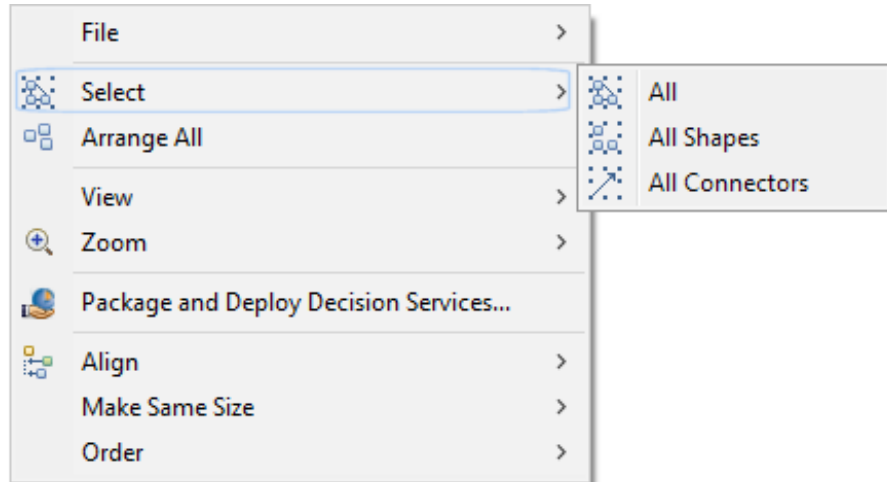 File
Select
Arrange All
View
Zoom
Package and Deploy Decision Services...
Align
Make Same Size
Order
All
All Shapes
All Connectors